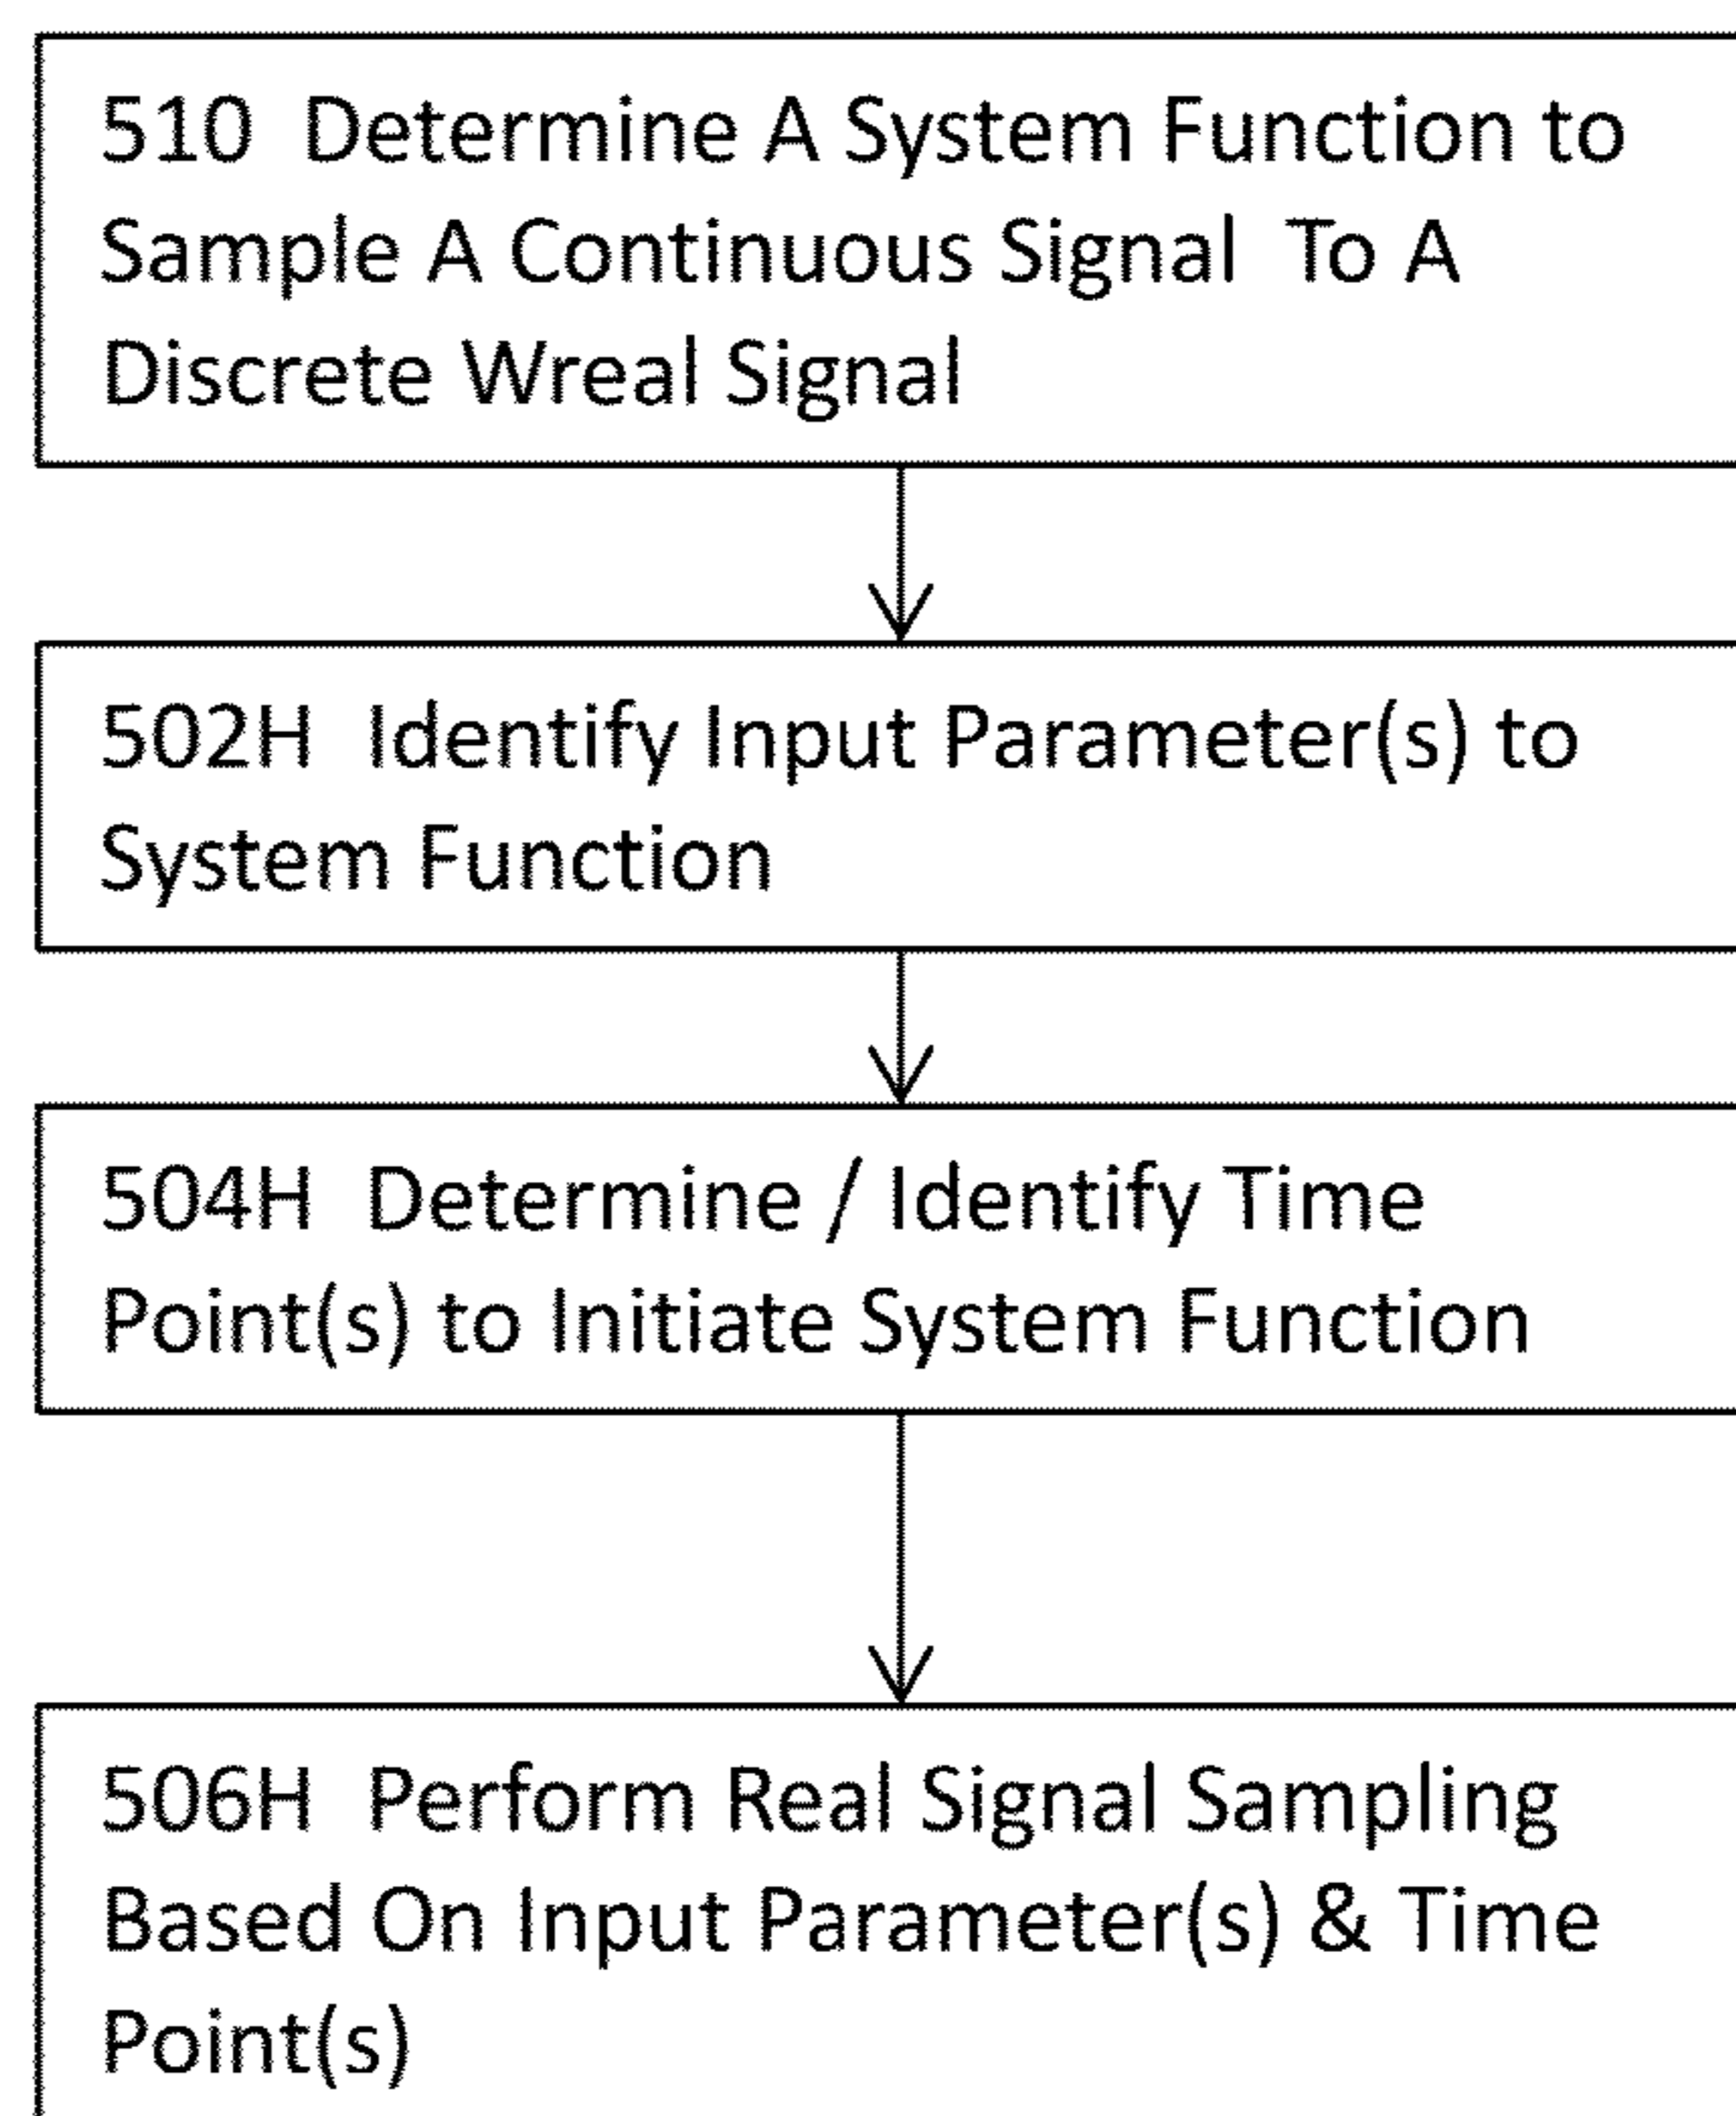 510 Determine A System Function to
Sample A Continuous Signal To A
Discrete Wreal Signal
502H Identify Input Parameter(s) to
System Function
504H Determine / Identify Time
Point(s) to Initiate System Function
506H Perform Real Signal Sampling
Based On Input Parameter(s) & Time
Point(s)